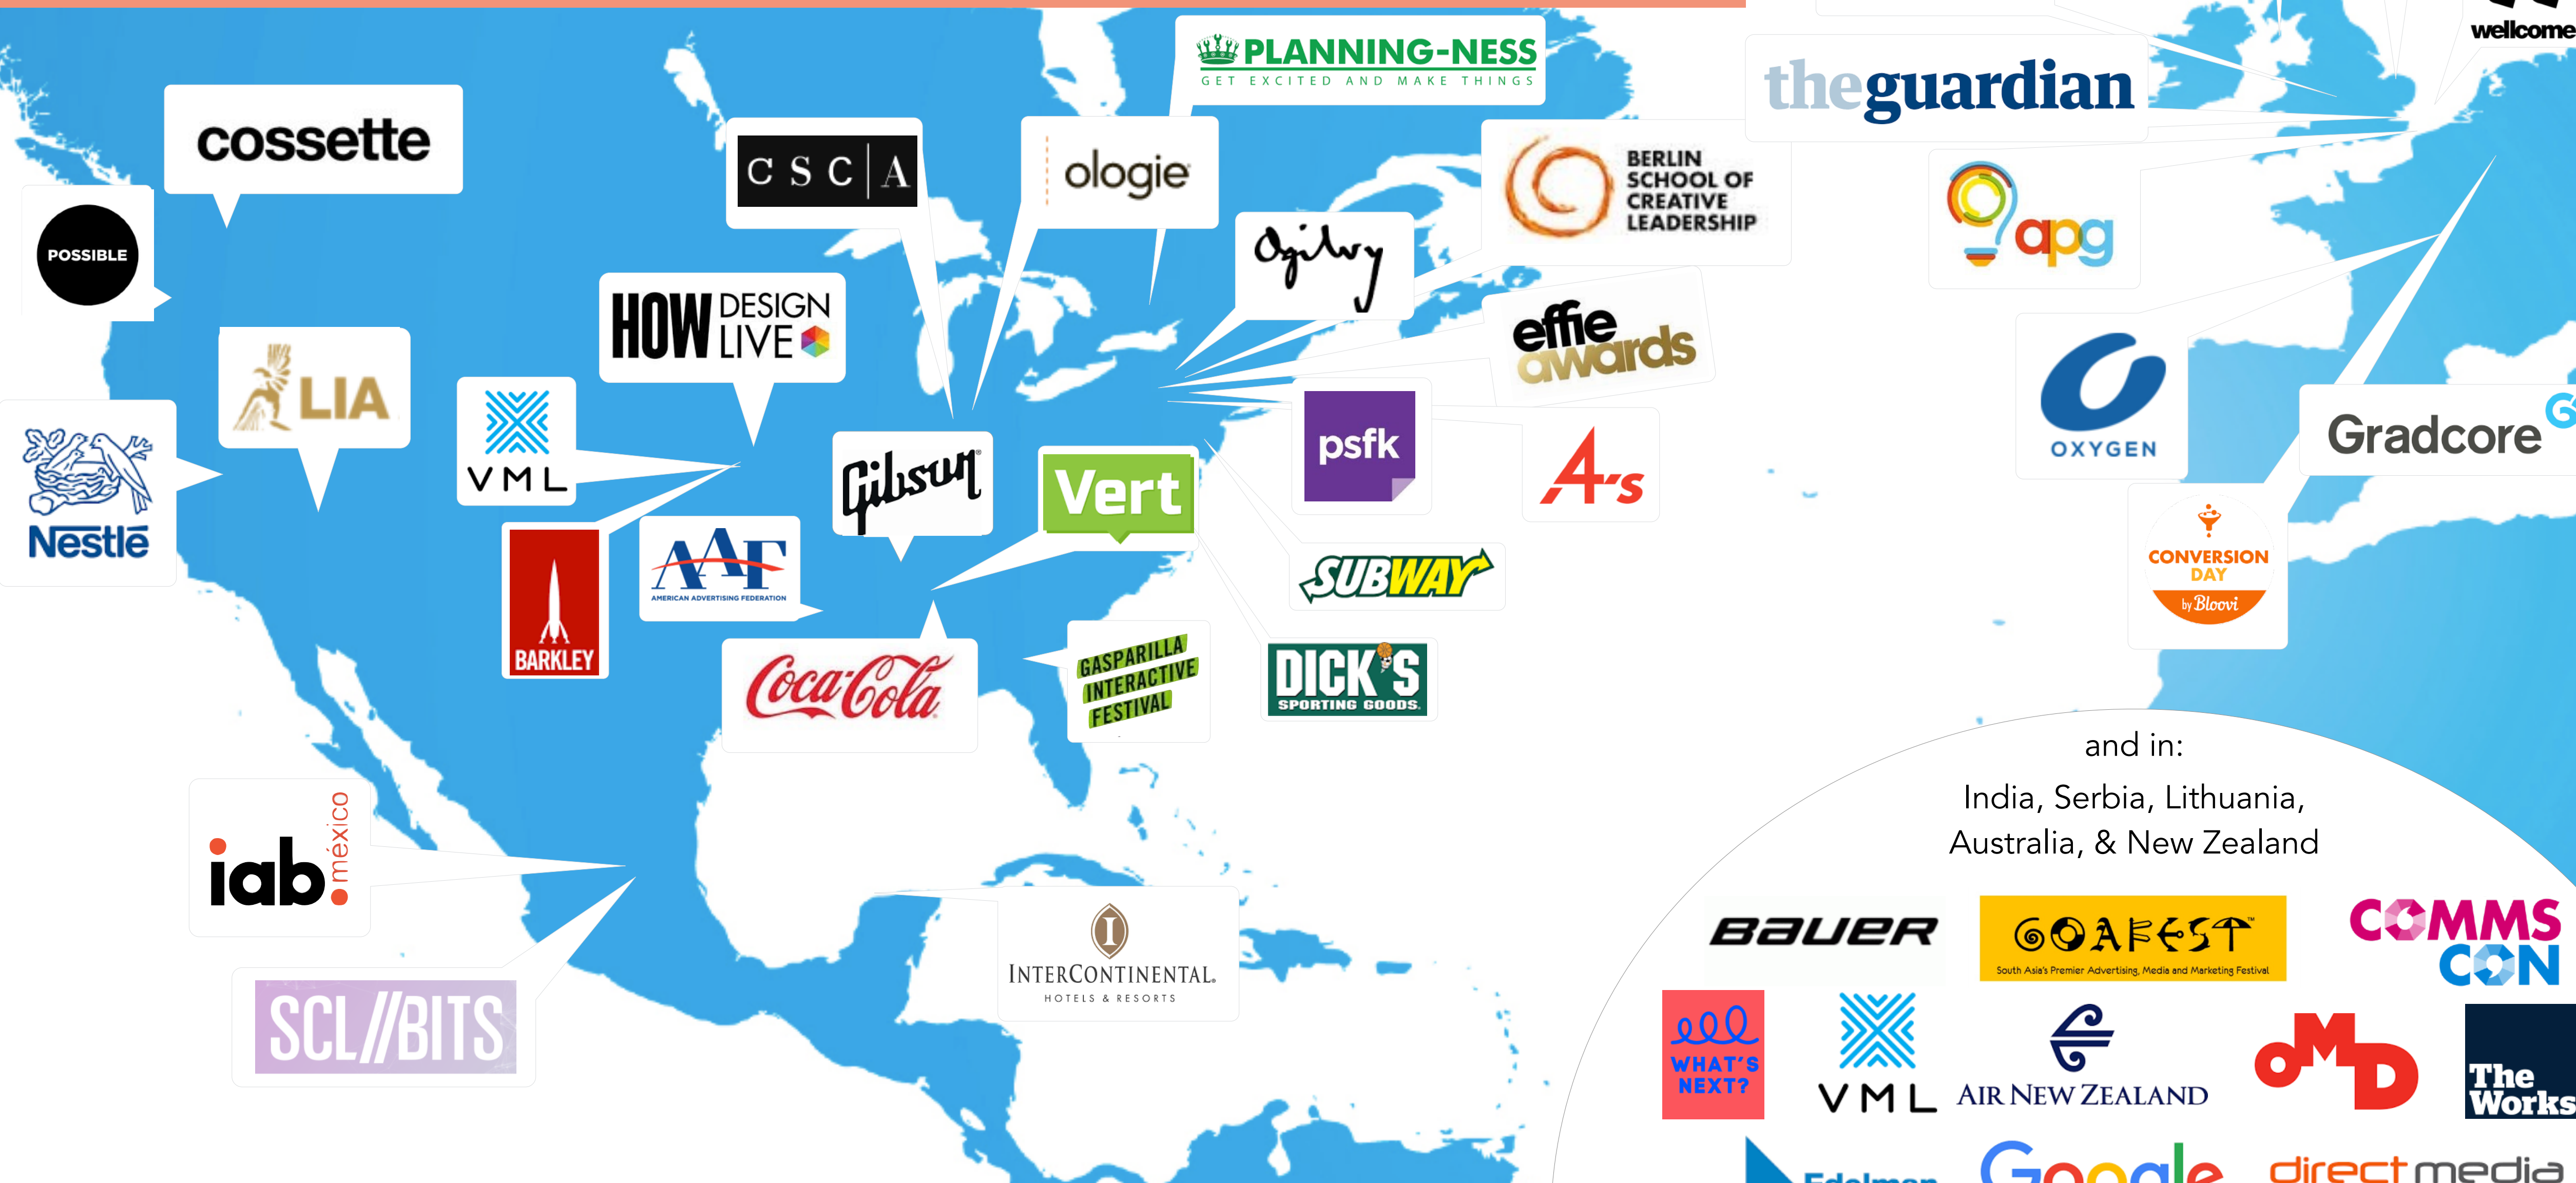 wellcome
PLANNING-NESS
GET EXCITED AND MAKE THINGS
theguardian
cossette
CSC|A
ologie
BERLIN
SCHOOL OF
CREATIVE
LEADERSHIP
apg
POSSIBLE
Ogilvy
HOW DESIGN
LIVE
effie
awards
LIA
VML
psfk
A's
OXYGEN
Gradcore
Nestlé
Gibson
Vert
CONVERSION
DAY
by Bloovi
BARKLEY
AAF
AMERICAN ADVERTISING FEDERATION
SUBWAY
Coca-Cola
GASPARILLA
INTERACTIVE
FESTIVAL
DICK'S
SPORTING GOODS.
and in:
India, Serbia, Lithuania,
Australia, & New Zealand
iab.
méxico
INTERCONTINENTAL.
HOTELS & RESORTS
SCL//BITS
BAUER
GOAFEST™
South Asia's Premier Advertising, Media and Marketing Festival
COMMS
CON
WHAT'S
NEXT?
VML
AIR NEW ZEALAND
OMD
The
Works
Edelman
Google
directmedia